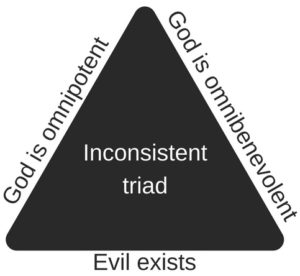 God is omnipotent
God is omnibenevolent
Inconsistent
triad
Evil exists